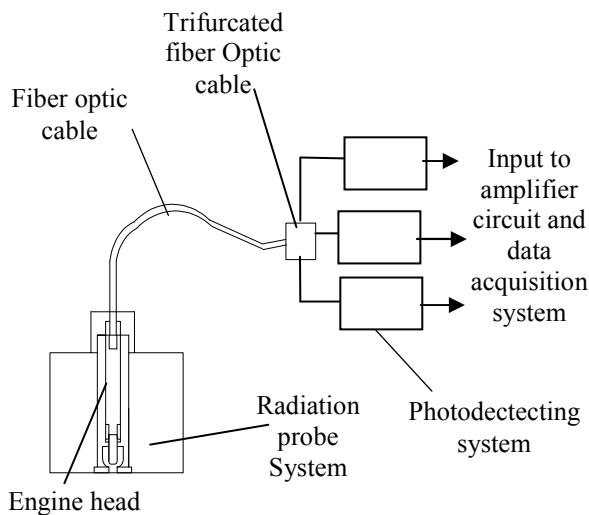 Trifurcated
fiber Optic
cable
Fiber optic
cable
Input to
amplifier
circuit and
data
acquisition
system
Radiation
probe
System
Photodectecting
system
Engine head